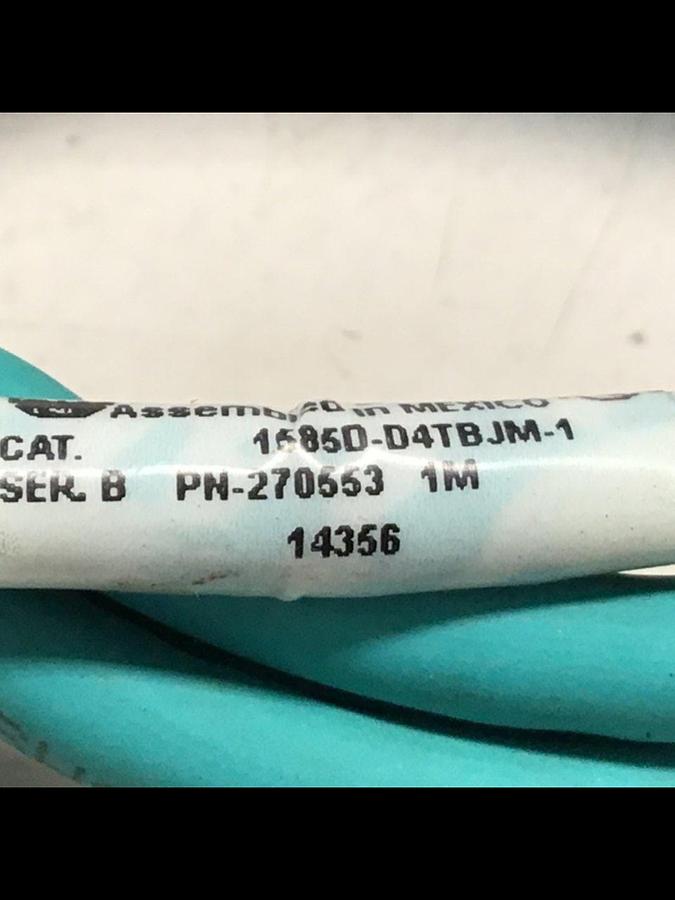 Assembled in MEXICO
CAT. 1585D-D4TBJM-1
SER. B PN-270553 1M
14356